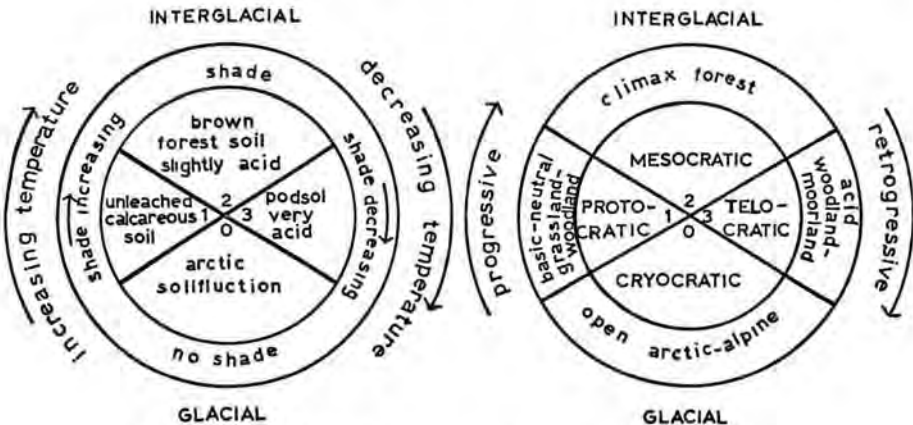 INTERGLACIAL
increasing temperature
decreasing temperature
shade
shade increasing
shade decreasing
no shade
brown
forest soil
slightly acid
unleached
calcareous
soil
podsol
very
acid
arctic
solifluction
2
1
3
0
GLACIAL
INTERGLACIAL
progressive
retrogressive
climax forest
basic-neutral
grassland-
woodland
acid
woodland-
moorland
open arctic-alpine
MESOCRATIC
PROTO-
CRATIC
TELO-
CRATIC
CRYOCRATIC
2
1
3
0
GLACIAL